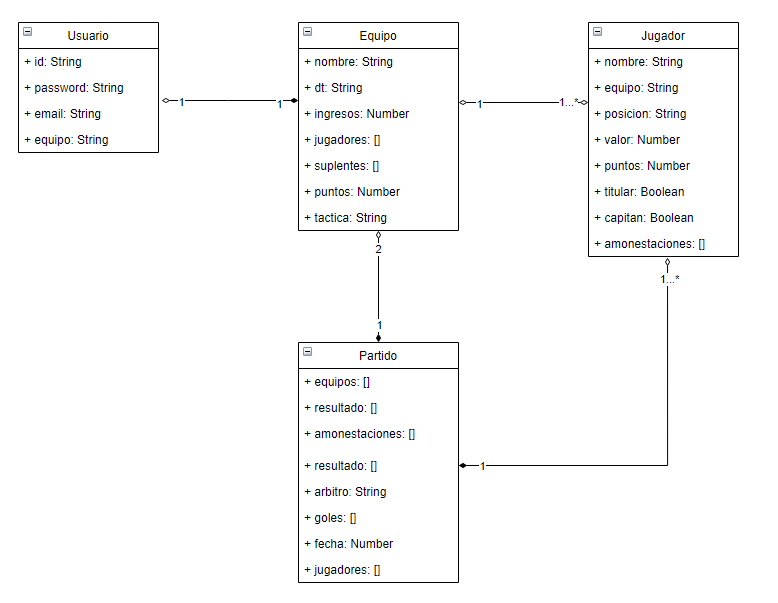 Usuario
+ id: String
+ password: String
+ email: String
+ equipo: String
1
1
Equipo
+ nombre: String
+ dt: String
+ ingresos: Number
+ jugadores: []
+ suplentes: []
+ puntos: Number
+ tactica: String
1
1...*
Jugador
+ nombre: String
+ equipo: String
+ posicion: String
+ valor: Number
+ puntos: Number
+ titular: Boolean
+ capitan: Boolean
+ amonestaciones: []
2
1
1...*
1
Partido
+ equipos: []
+ resultado: []
+ amonestaciones: []
+ resultado: []
+ arbitro: String
+ goles: []
+ fecha: Number
+ jugadores: []